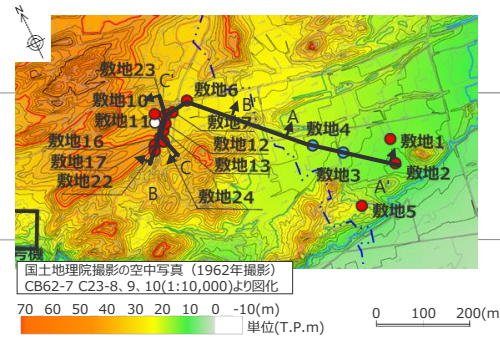 N
敷地23
C'
敷地6
敷地10
B'
敷地11
敷地7
A
敷地4
敷地16
敷地12
敷地1
敷地17
敷地13
敷地3
敷地2
敷地22
C
A'
B
敷地24
敷地5
号機
国土地理院撮影の空中写真（1962年撮影）
CB62-7 C23-8、9、10(1:10,000)より図化
70 60 50 40 30 20 10 0 -10(m)
単位(T.P.m)
0 100 200(m)